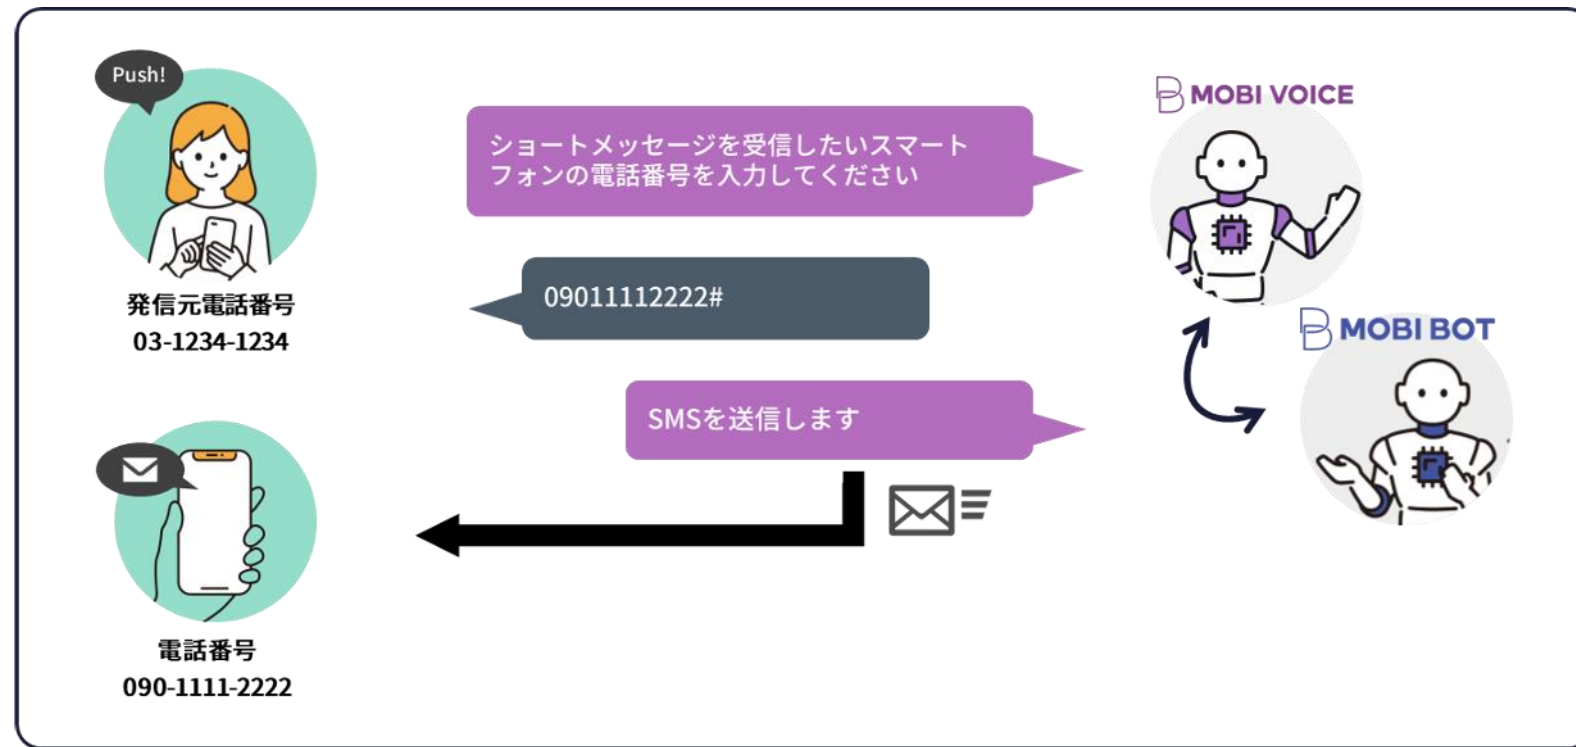 Push!
発信元電話番号
03-1234-1234
ショートメッセージを受信したいスマート
フォンの電話番号を入力してください
09011112222#
SMSを送信します
MOBI VOICE
MOBI BOT
電話番号
090-1111-2222